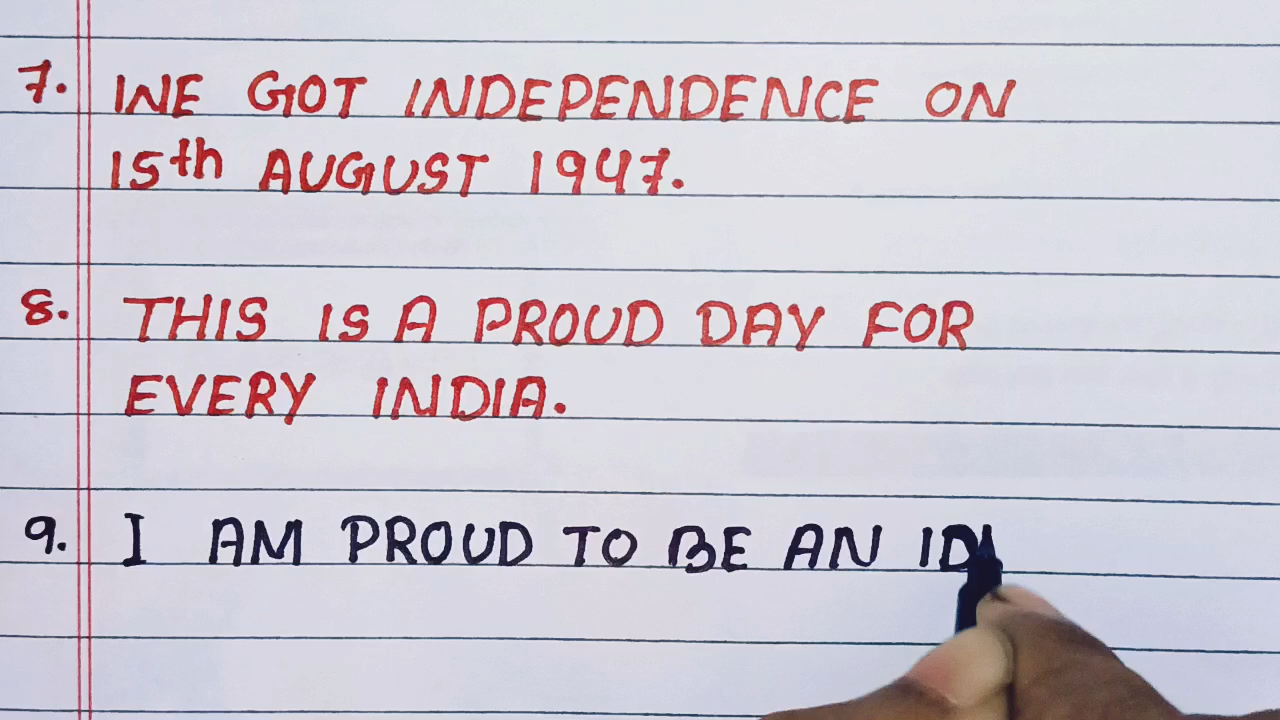 7. WE GOT INDEPENDENCE ON
15th AUGUST 1947.
8. THIS IS A PROUD DAY FOR
EVERY INDIA.
9. I AM PROUD TO BE AN